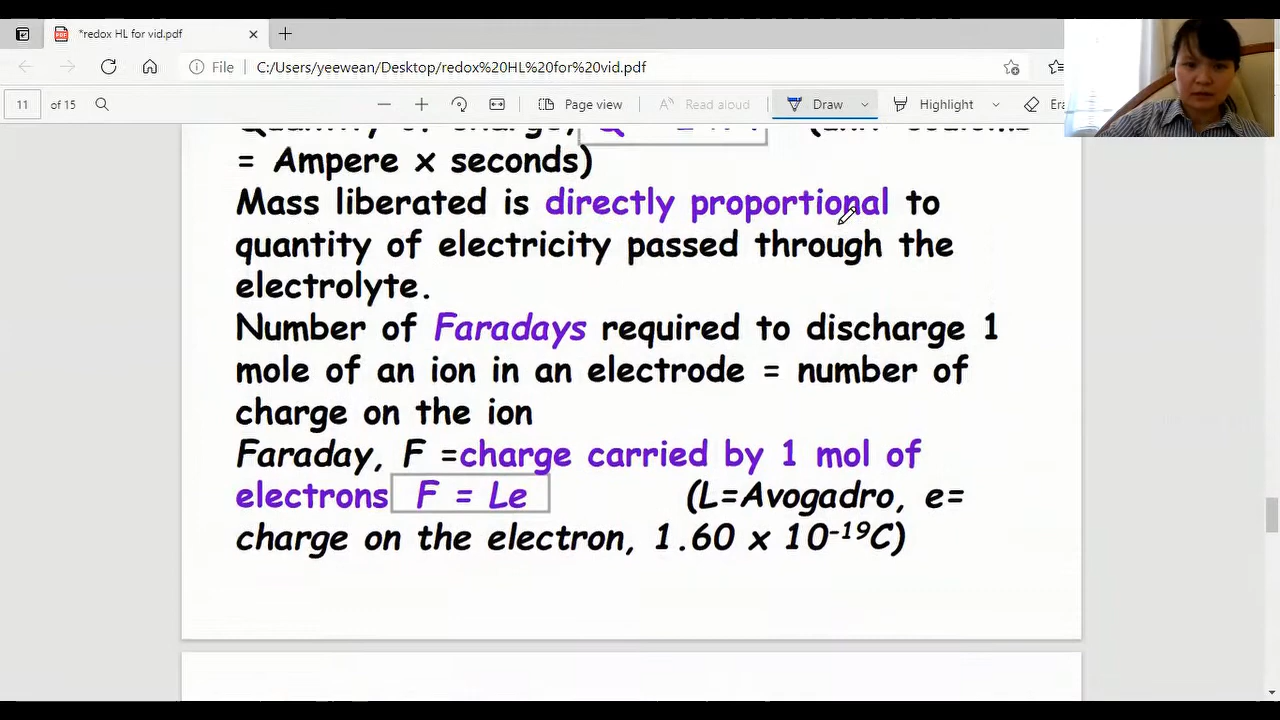 *redox HL for vid.pdf
File C:/Users/yeewean/Desktop/redox%20HL%20for%20vid.pdf
11 of 15 Page view Read aloud Draw Highlight
= Ampere x seconds)
Mass liberated is directly proportional to
quantity of electricity passed through the
electrolyte.
Number of Faradays required to discharge 1
mole of an ion in an electrode = number of
charge on the ion
Faraday, F =charge carried by 1 mol of
electrons F = Le (L=Avogadro, e=
charge on the electron, 1.60 x 10⁻¹⁹C)